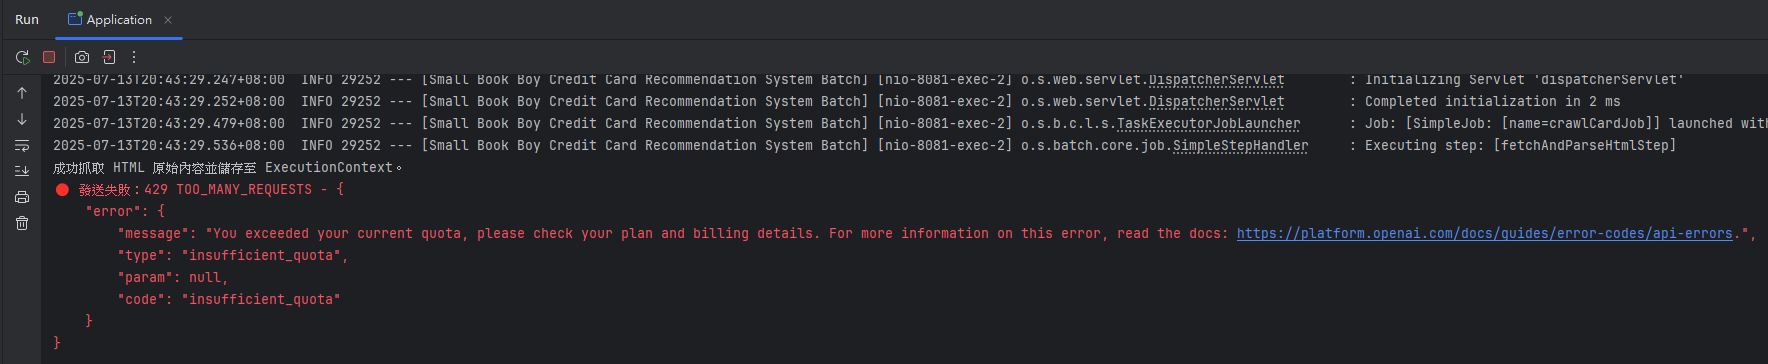 Run Application
2025-07-13T20:43:29.247+08:00  INFO 29252 --- [Small Book Boy Credit Card Recommendation System Batch] [nio-8081-exec-2] o.s.web.servlet.DispatcherServlet        : Initializing Servlet 'dispatcherServlet'
2025-07-13T20:43:29.252+08:00  INFO 29252 --- [Small Book Boy Credit Card Recommendation System Batch] [nio-8081-exec-2] o.s.web.servlet.DispatcherServlet        : Completed initialization in 2 ms
2025-07-13T20:43:29.479+08:00  INFO 29252 --- [Small Book Boy Credit Card Recommendation System Batch] [nio-8081-exec-2] o.s.b.c.l.s.TaskExecutorJobLauncher      : Job: [SimpleJob: [name=crawlCardJob]] launched with
2025-07-13T20:43:29.536+08:00  INFO 29252 --- [Small Book Boy Credit Card Recommendation System Batch] [nio-8081-exec-2] o.s.batch.core.job.SimpleStepHandler     : Executing step: [fetchAndParseHtmlStep]
成功抓取 HTML 原始內容並儲存至 ExecutionContext。
🔴 發送失敗：429 TOO_MANY_REQUESTS - {
    "error": {
        "message": "You exceeded your current quota, please check your plan and billing details. For more information on this error, read the docs: https://platform.openai.com/docs/guides/error-codes/api-errors.",
        "type": "insufficient_quota",
        "param": null,
        "code": "insufficient_quota"
    }
}